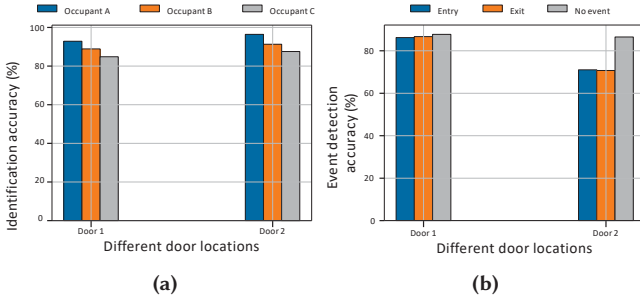 Occupant A Occupant B Occupant C
Identification accuracy (%)
100
80
60
40
20
0
Door 1 Door 2
Different door locations
(a)
Entry Exit No event
Event detection
accuracy (%)
80
60
40
20
0
Door 1 Door 2
Different door locations
(b)